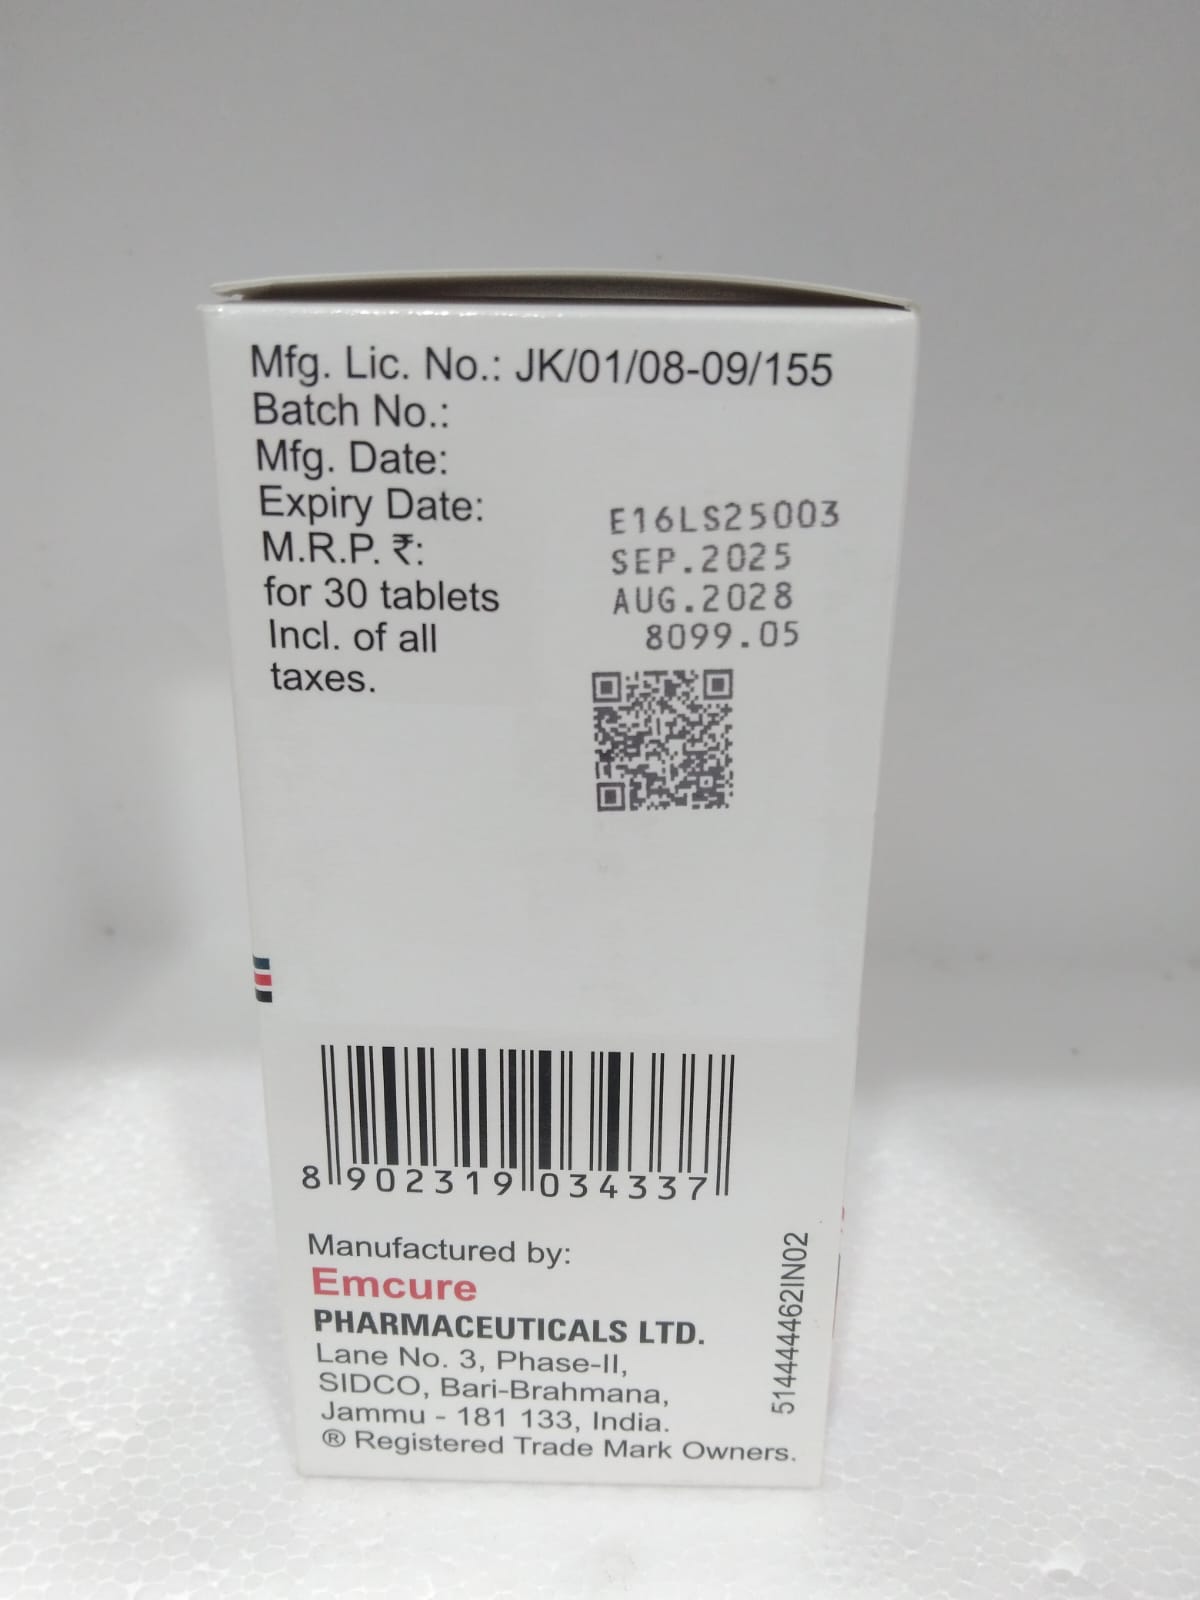 Mfg. Lic. No.: JK/01/08-09/155
Batch No.:
Mfg. Date:
Expiry Date:
M.R.P. ₹:
for 30 tablets
Incl. of all
taxes.
E16LS25003
SEP.2025
AUG.2028
8099.05
8 902319 034337
Manufactured by:
Emcure
PHARMACEUTICALS LTD.
Lane No. 3, Phase-II,
SIDCO, Bari-Brahmana,
Jammu - 181 133, India.
® Registered Trade Mark Owners.
514444462IN02